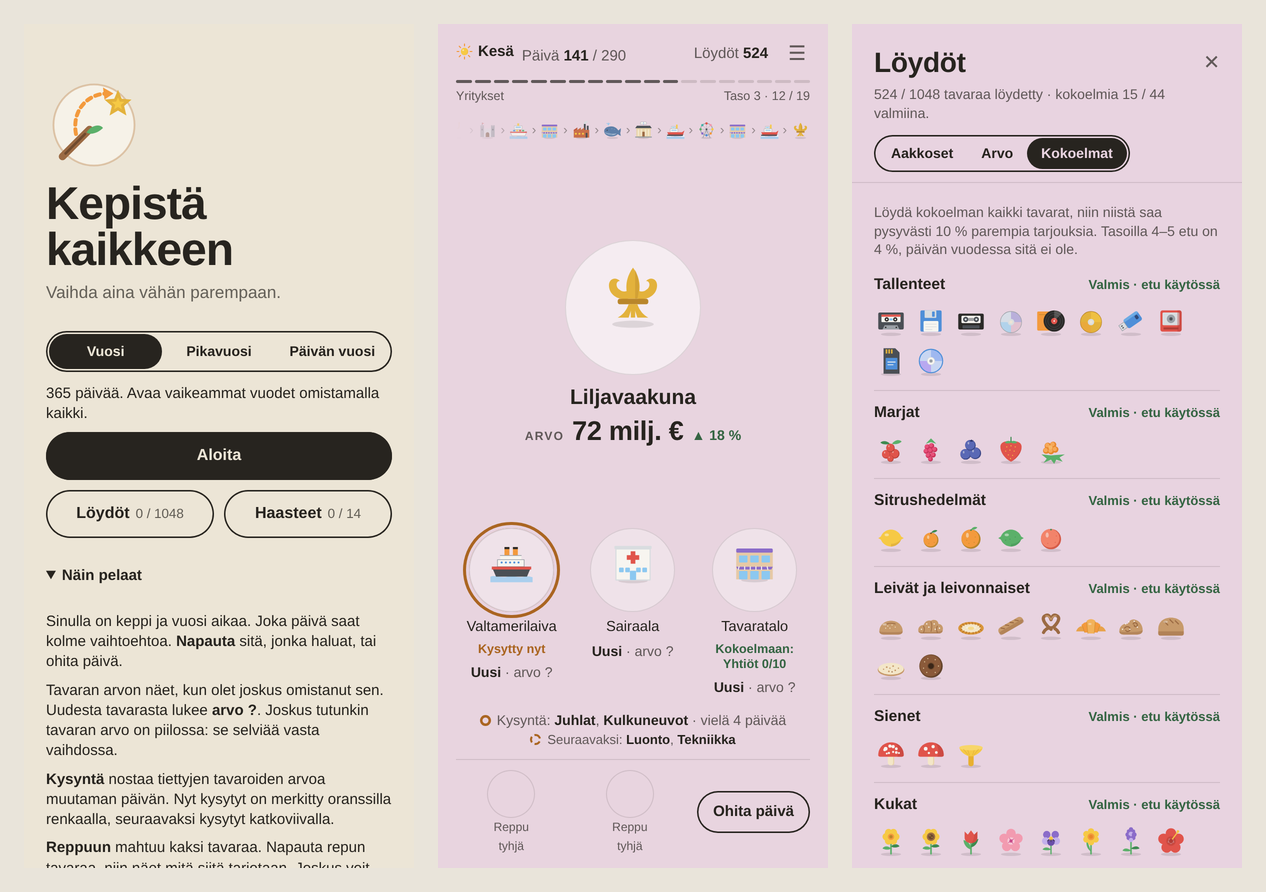 Kepistä
kaikkeen
Vaihda aina vähän parempaan.
Vuosi Pikavuosi Päivän vuosi
365 päivää. Avaa vaikeammat vuodet omistamalla
kaikki.
Aloita
Löydöt 0 / 1048 Haasteet 0 / 14
▼ Näin pelaat
Sinulla on keppi ja vuosi aikaa. Joka päivä saat
kolme vaihtoehtoa. Napauta sitä, jonka haluat, tai
ohita päivä.
Tavaran arvon näet, kun olet joskus omistanut sen.
Uudesta tavarasta lukee arvo ?. Joskus tutunkin
tavaran arvo on piilossa: se selviää vasta
vaihdossa.
Kysyntä nostaa tiettyjen tavaroiden arvoa
muutaman päivän. Nyt kysytyt on merkitty oranssilla
renkaalla, seuraavaksi kysytyt katkoviivalla.
Reppuun mahtuu kaksi tavaraa. Napauta repun
tavaraa, niin näet mitä siitä tarjotaan. Joskus voit
Kesä Päivä 141 / 290 Löydöt 524
Yritykset Taso 3 · 12 / 19
Liljavaakuna
ARVO 72 milj. € ▲ 18 %
Valtamerilaiva
Kysytty nyt
Uusi · arvo ?
Sairaala
Uusi · arvo ?
Tavaratalo
Kokoelmaan:
Yhtiöt 0/10
Uusi · arvo ?
Kysyntä: Juhlat, Kulkuneuvot · vielä 4 päivää
Seuraavaksi: Luonto, Tekniikka
Reppu
tyhjä
Reppu
tyhjä
Ohita päivä
Löydöt ✕
524 / 1048 tavaraa löydetty · kokoelmia 15 / 44
valmiina.
Aakkoset Arvo Kokoelmat
Löydä kokoelman kaikki tavarat, niin niistä saa
pysyvästi 10 % parempia tarjouksia. Tasoilla 4–5 etu on
4 %, päivän vuodessa sitä ei ole.
Tallenteet Valmis · etu käytössä
Marjat Valmis · etu käytössä
Sitrushedelmät Valmis · etu käytössä
Leivät ja leivonnaiset Valmis · etu käytössä
Sienet Valmis · etu käytössä
Kukat Valmis · etu käytössä